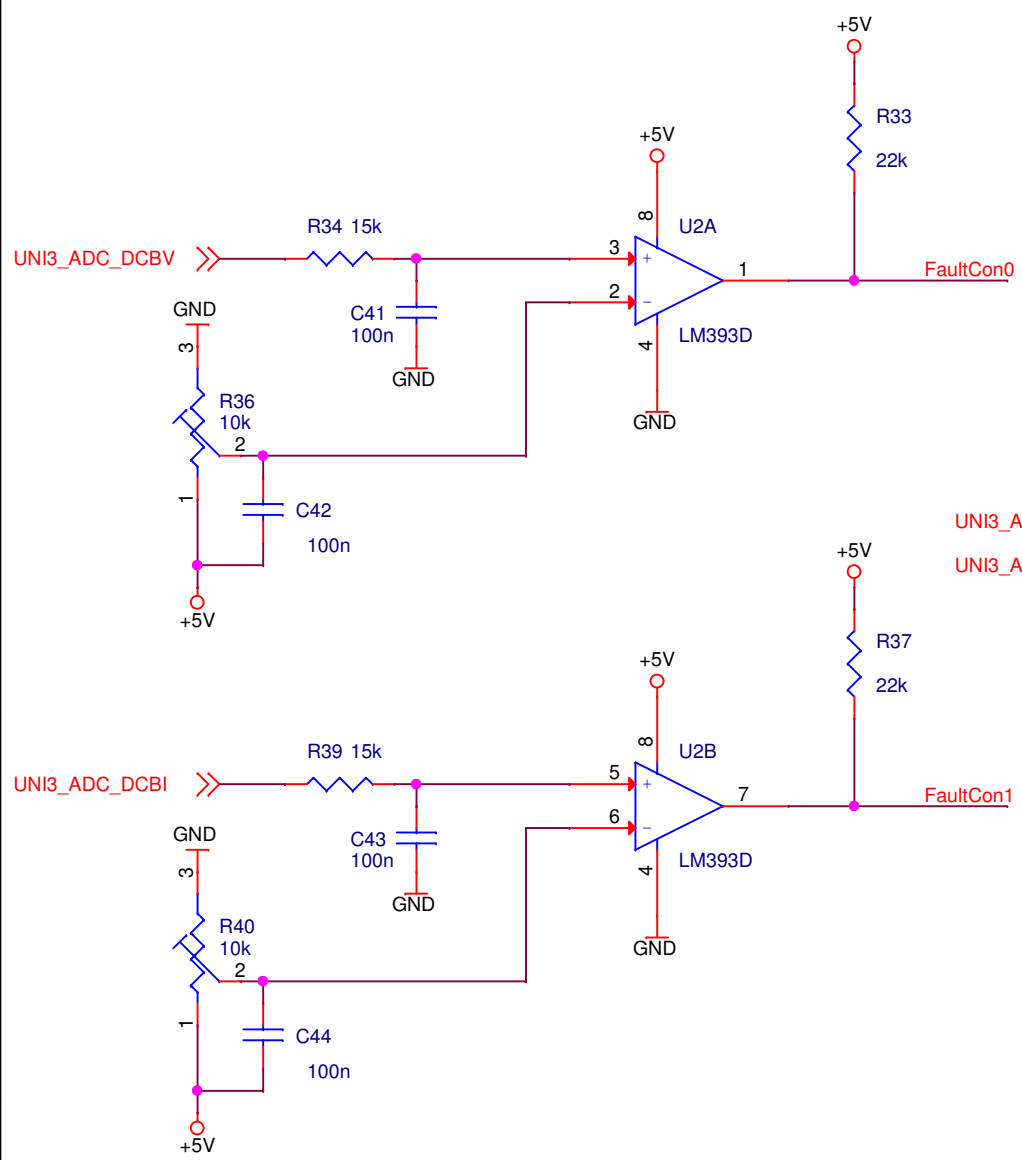 +5V
R33
22k
+5V
8
U2A
R34 15k
UNI3_ADC_DCBV
3
+
1
FaultCon0
2
−
GND
C41
100n
LM393D
3
4
GND
R36
10k
GND
2
1
C42
100n
+5V
UNI3_A
UNI3_A
+5V
R37
22k
+5V
8
U2B
R39 15k
UNI3_ADC_DCBI
5
+
7
FaultCon1
6
−
GND
C43
100n
LM393D
3
4
GND
R40
10k
GND
2
1
C44
100n
+5V